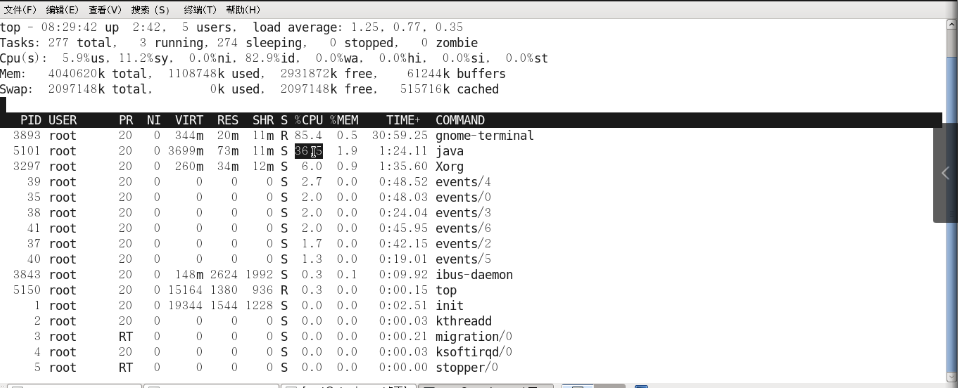 文件(F) 编辑(E) 查看(V) 搜索 (S) 终端(T) 帮助(H)
top - 08:29:42 up 2:42, 5 users, load average: 1.25, 0.77, 0.35
Tasks: 277 total, 3 running, 274 sleeping, 0 stopped, 0 zombie
Cpu(s): 5.9%us, 11.2%sy, 0.0%ni, 82.9%id, 0.0%wa, 0.0%hi, 0.0%si, 0.0%st
Mem: 4040620k total, 1108748k used, 2931872k free, 61244k buffers
Swap: 2097148k total, 0k used, 2097148k free, 515716k cached
PID USER PR NI VIRT RES SHR S %CPU %MEM TIME+ COMMAND
3893 root 20 0 344m 20m 11m R 85.4 0.5 30:59.25 gnome-terminal
5101 root 20 0 3699m 73m 11m S 1.9 1:24.11 java
3297 root 20 0 260m 34m 12m S 6.0 0.9 1:35.60 Xorg
39 root 20 0 0 0 0 S 2.7 0.0 0:48.52 events/4
35 root 20 0 0 0 0 S 2.0 0.0 0:48.03 events/0
38 root 20 0 0 0 0 S 2.0 0.0 0:24.04 events/3
41 root 20 0 0 0 0 S 2.0 0.0 0:45.95 events/6
37 root 20 0 0 0 0 S 1.7 0.0 0:42.15 events/2
40 root 20 0 0 0 0 S 1.3 0.0 0:19.01 events/5
3843 root 20 0 148m 2624 1992 S 0.3 0.1 0:09.92 ibus-daemon
5150 root 20 0 15164 1380 936 R 0.3 0.0 0:00.15 top
1 root 20 0 19344 1544 1228 S 0.0 0.0 0:02.51 init
2 root 20 0 0 0 0 S 0.0 0.0 0:00.03 kthreadd
3 root RT 0 0 0 0 S 0.0 0.0 0:00.21 migration/0
4 root 20 0 0 0 0 S 0.0 0.0 0:00.03 ksoftirqd/0
5 root RT 0 0 0 0 S 0.0 0.0 0:00.00 stopper/0